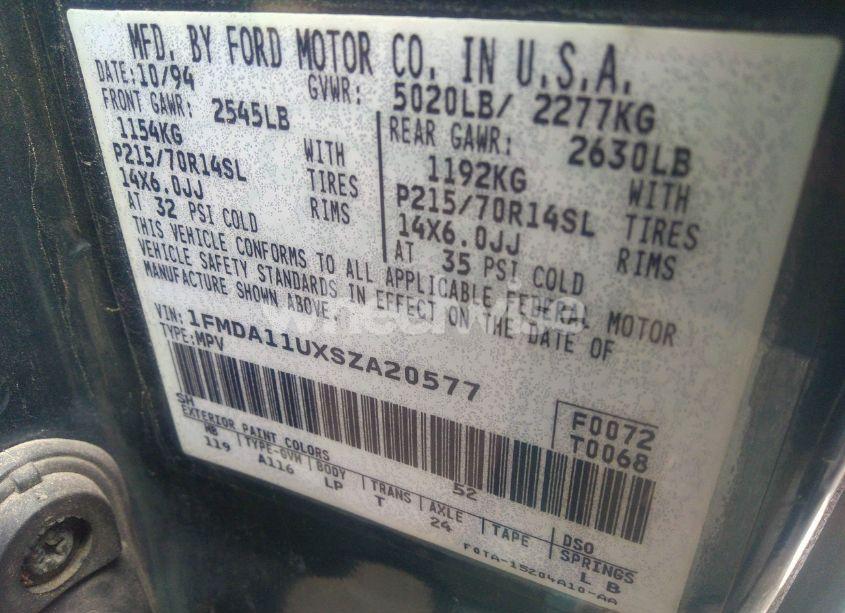 MFD. BY FORD MOTOR CO. IN U.S.A.
DATE: 10/94 GVWR: 5020LB/ 2277KG
FRONT GAWR: 2545LB REAR GAWR: 2630LB
1154KG WITH 1192KG WITH
P215/70R14SL TIRES P215/70R14SL TIRES
14X6.0JJ RIMS 14X6.0JJ RIMS
AT 32 PSI COLD AT 35 PSI COLD
THIS VEHICLE CONFORMS TO ALL APPLICABLE FEDERAL MOTOR
VEHICLE SAFETY STANDARDS IN EFFECT ON THE DATE OF
MANUFACTURE SHOWN ABOVE.
VIN: 1FMDA11UXSZA20577
TYPE: MPV
F0072
T0068
SH 52
EXTERIOR PAINT COLORS DSO
119 TYPE-GVW BODY TRANS AXLE TAPE SPRINGS
A116 LP T 24 L B
F0TA-15204A10-AA